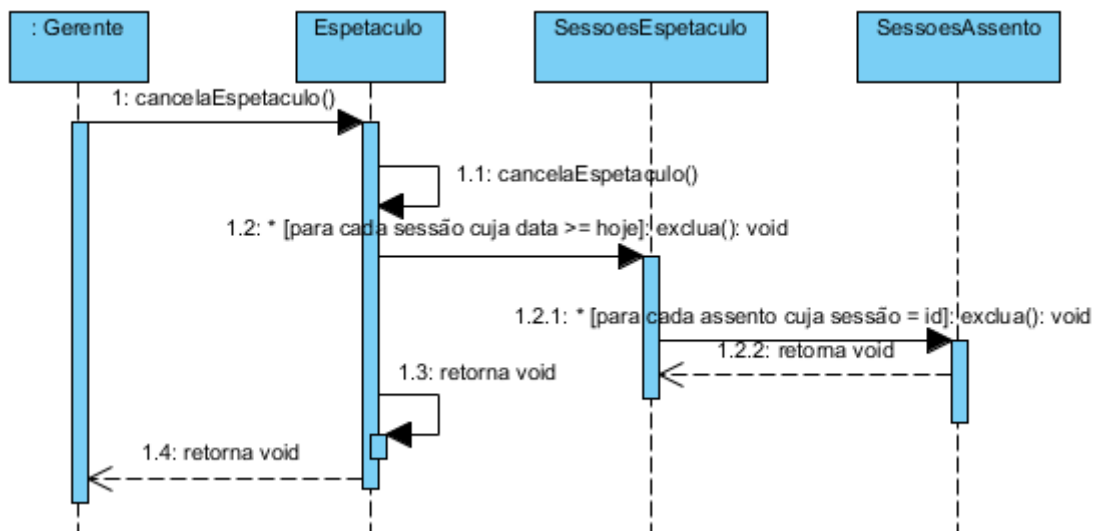 : Gerente
Espetaculo
SessoesEspetaculo
SessoesAssento
1: cancelaEspetaculo()
1.1: cancelaEspetaculo()
1.2: * [para cada sessão cuja data >= hoje]: exclua(): void
1.2.1: * [para cada assento cuja sessão = id]: exclua(): void
1.2.2: retorna void
1.3: retorna void
1.4: retorna void